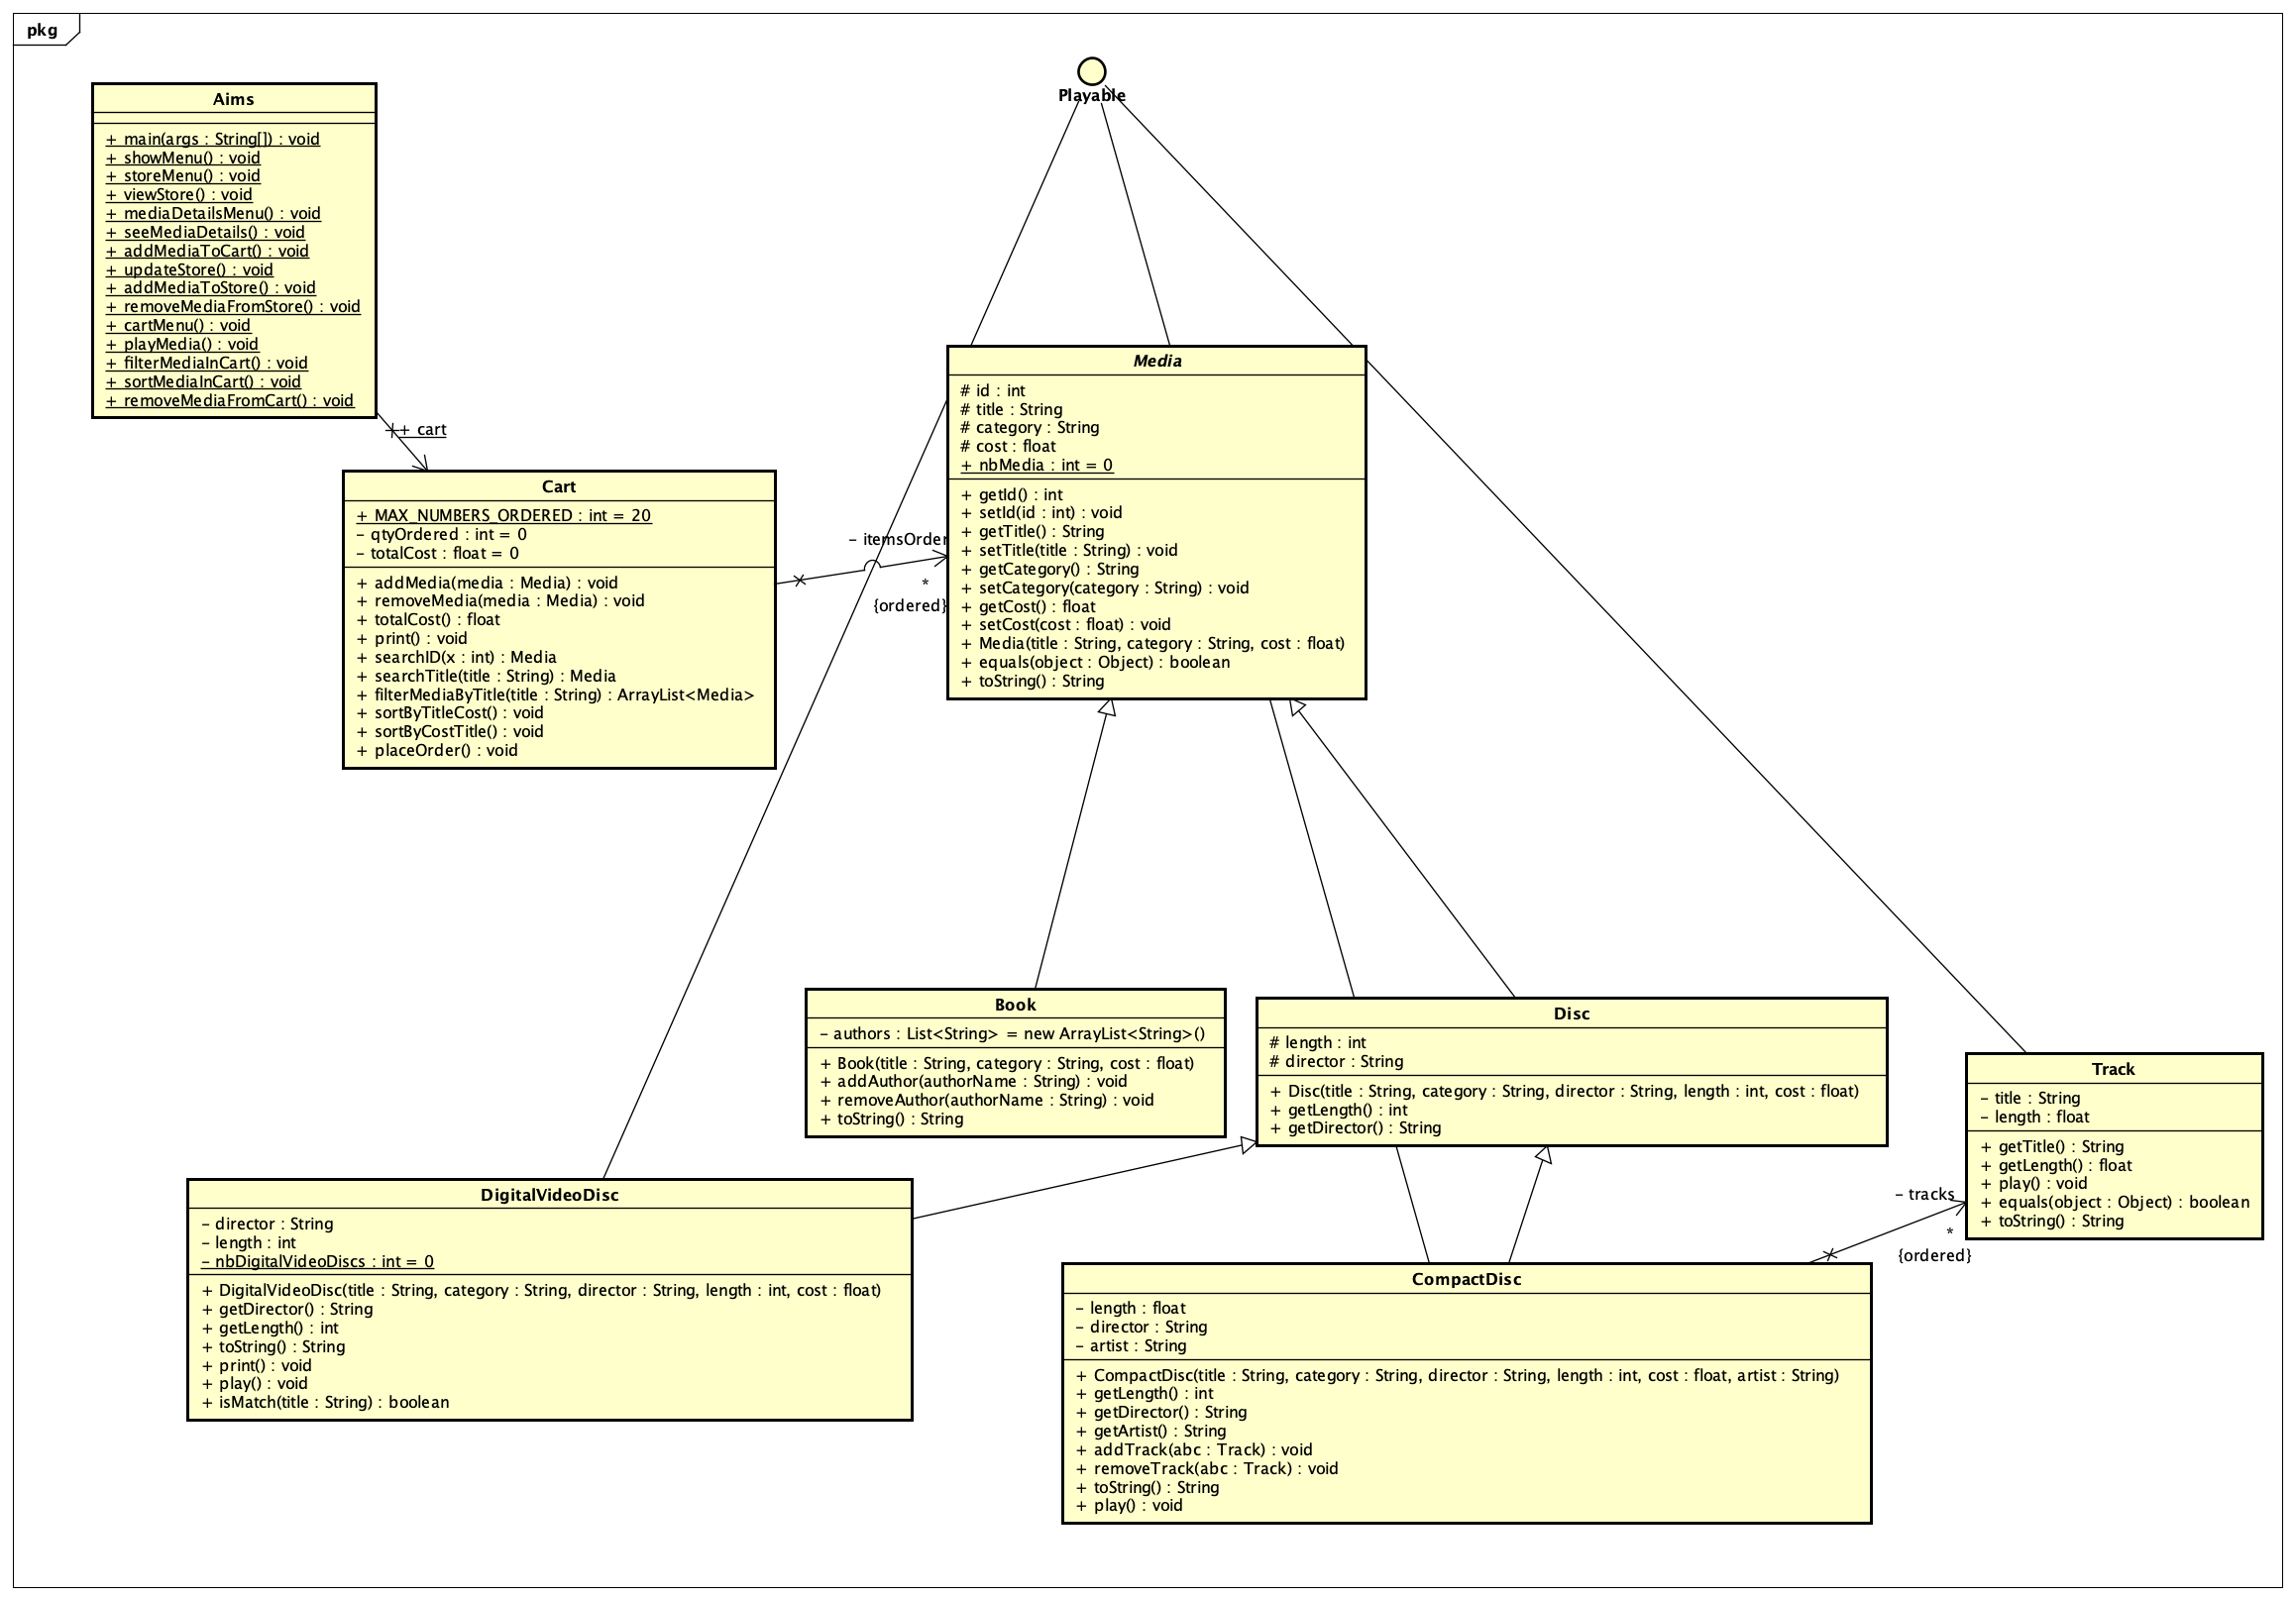 pkg
Playable
Aims
+ main(args : String[]) : void
+ showMenu() : void
+ storeMenu() : void
+ viewStore() : void
+ mediaDetailsMenu() : void
+ seeMediaDetails() : void
+ addMediaToCart() : void
+ updateStore() : void
+ addMediaToStore() : void
+ removeMediaFromStore() : void
+ cartMenu() : void
+ playMedia() : void
+ filterMediaInCart() : void
+ sortMediaInCart() : void
+ removeMediaFromCart() : void
+ cart
Cart
+ MAX_NUMBERS_ORDERED : int = 20
- qtyOrdered : int = 0
- totalCost : float = 0
+ addMedia(media : Media) : void
+ removeMedia(media : Media) : void
+ totalCost() : float
+ print() : void
+ searchID(x : int) : Media
+ searchTitle(title : String) : Media
+ filterMediaByTitle(title : String) : ArrayList<Media>
+ sortByTitleCost() : void
+ sortByCostTitle() : void
+ placeOrder() : void
- itemsOrder
*
{ordered}
Media
# id : int
# title : String
# category : String
# cost : float
+ nbMedia : int = 0
+ getId() : int
+ setId(id : int) : void
+ getTitle() : String
+ setTitle(title : String) : void
+ getCategory() : String
+ setCategory(category : String) : void
+ getCost() : float
+ setCost(cost : float) : void
+ Media(title : String, category : String, cost : float)
+ equals(object : Object) : boolean
+ toString() : String
Book
- authors : List<String> = new ArrayList<String>()
+ Book(title : String, category : String, cost : float)
+ addAuthor(authorName : String) : void
+ removeAuthor(authorName : String) : void
+ toString() : String
Disc
# length : int
# director : String
+ Disc(title : String, category : String, director : String, length : int, cost : float)
+ getLength() : int
+ getDirector() : String
Track
- title : String
- length : float
+ getTitle() : String
+ getLength() : float
+ play() : void
+ equals(object : Object) : boolean
+ toString() : String
- tracks
*
{ordered}
DigitalVideoDisc
- director : String
- length : int
- nbDigitalVideoDiscs : int = 0
+ DigitalVideoDisc(title : String, category : String, director : String, length : int, cost : float)
+ getDirector() : String
+ getLength() : int
+ toString() : String
+ print() : void
+ play() : void
+ isMatch(title : String) : boolean
CompactDisc
- length : float
- director : String
- artist : String
+ CompactDisc(title : String, category : String, director : String, length : int, cost : float, artist : String)
+ getLength() : int
+ getDirector() : String
+ getArtist() : String
+ addTrack(abc : Track) : void
+ removeTrack(abc : Track) : void
+ toString() : String
+ play() : void